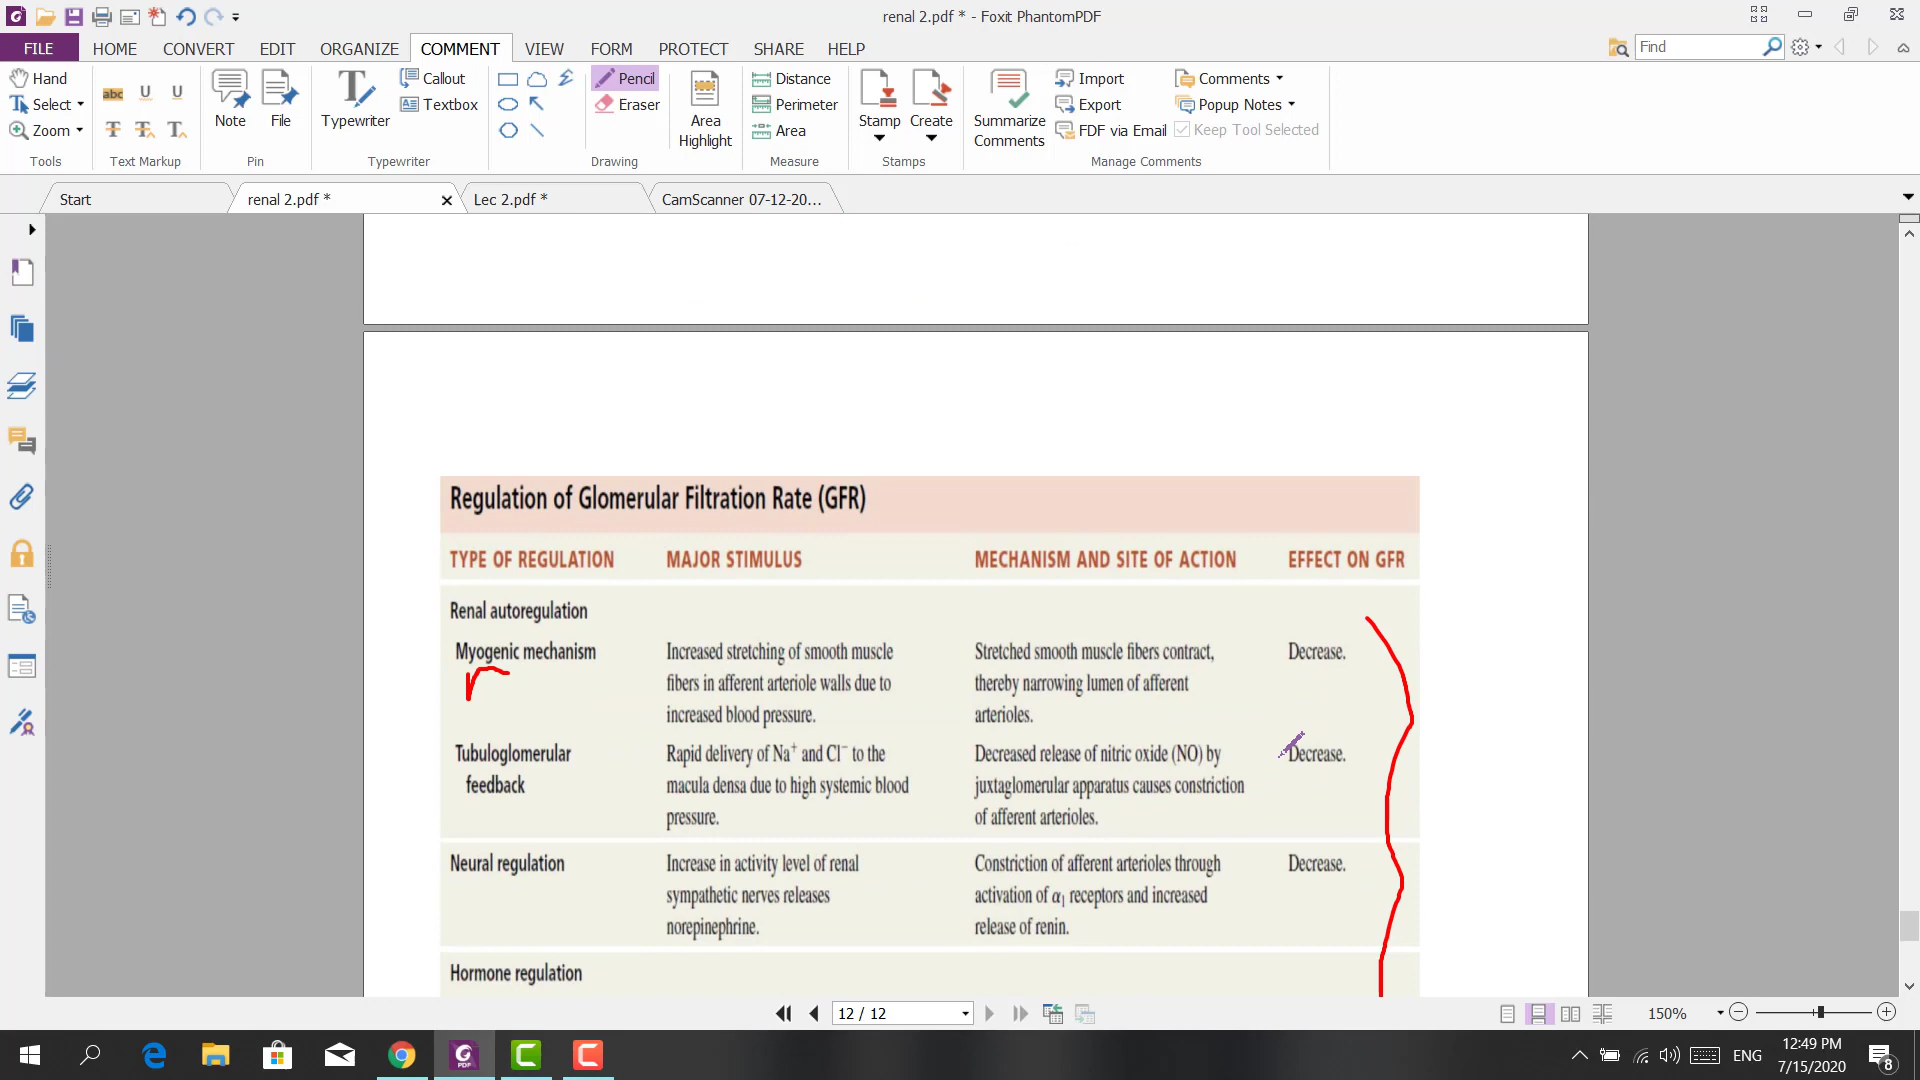 renal 2.pdf * - Foxit PhantomPDF
FILE HOME CONVERT EDIT ORGANIZE COMMENT VIEW FORM PROTECT SHARE HELP
Find
Hand
Select
Zoom
Tools
abc U U
T T T
Text Markup
Note
File
Pin
Typewriter
Callout
Textbox
Typewriter
Pencil
Eraser
Drawing
Area
Highlight
Distance
Perimeter
Area
Measure
Stamp
Create
Stamps
Summarize
Comments
Import
Export
FDF via Email
Comments
Popup Notes
Keep Tool Selected
Manage Comments
Start
renal 2.pdf *
Lec 2.pdf *
CamScanner 07-12-20...
Regulation of Glomerular Filtration Rate (GFR)
TYPE OF REGULATION MAJOR STIMULUS MECHANISM AND SITE OF ACTION EFFECT ON GFR
Renal autoregulation
Myogenic mechanism
Increased stretching of smooth muscle
fibers in afferent arteriole walls due to
increased blood pressure.
Stretched smooth muscle fibers contract,
thereby narrowing lumen of afferent
arterioles.
Decrease.
Tubuloglomerular
feedback
Rapid delivery of Na+ and Cl− to the
macula densa due to high systemic blood
pressure.
Decreased release of nitric oxide (NO) by
juxtaglomerular apparatus causes constriction
of afferent arterioles.
Decrease.
Neural regulation
Increase in activity level of renal
sympathetic nerves releases
norepinephrine.
Constriction of afferent arterioles through
activation of α1 receptors and increased
release of renin.
Decrease.
Hormone regulation
12 / 12
150%
PDF
ENG
12:49 PM
7/15/2020
8